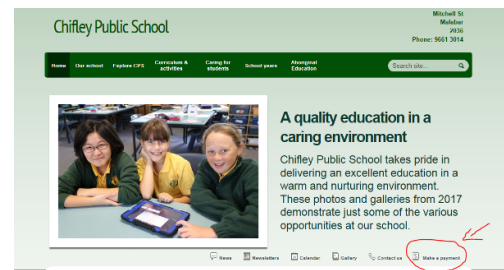 Mitchell St
Malabar
2036
Phone: 9661 3014
Chifley Public School
Home Our school Explore CPS Curriculum & activities Caring for students School years Aboriginal Education Search site...
A quality education in a
caring environment
Chifley Public School takes pride in
delivering an excellent education in a
warm and nurturing environment.
These photos and galleries from 2017
demonstrate just some of the various
opportunities at our school.
News Newsletters Calendar Gallery Contact us Make a payment